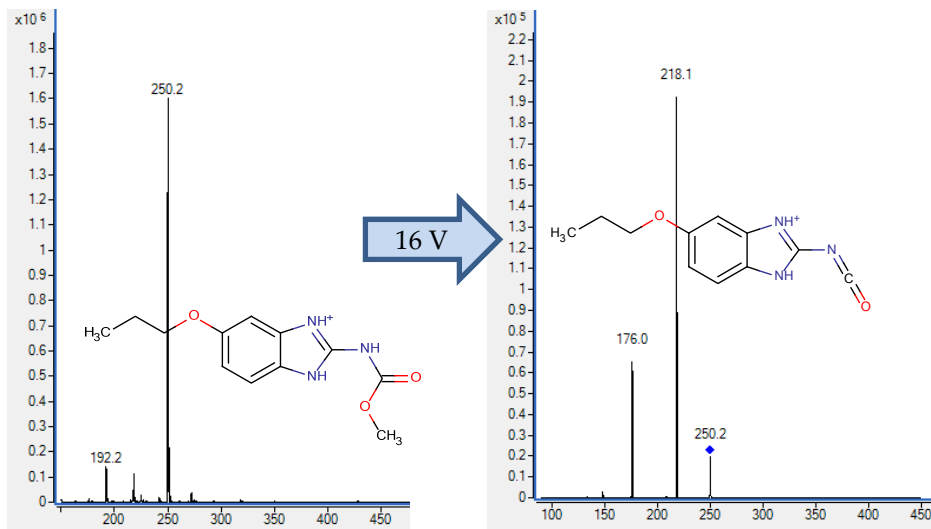 x10 6
1.8
1.7
1.6
1.5
1.4
1.3
1.2
1.1
1
0.9
0.8
0.7
0.6
0.5
0.4
0.3
0.2
0.1
0
250.2
192.2
200 250 300 350 400 450
H3C
O
NH+
NH
NH
O
O
CH3
16 V
x10 5
2.2
2.1
2
1.9
1.8
1.7
1.6
1.5
1.4
1.3
1.2
1.1
1
0.9
0.8
0.7
0.6
0.5
0.4
0.3
0.2
0.1
0
218.1
176.0
250.2
100 150 200 250 300 350 400 450
H3C
O
NH+
N
NH
C
O